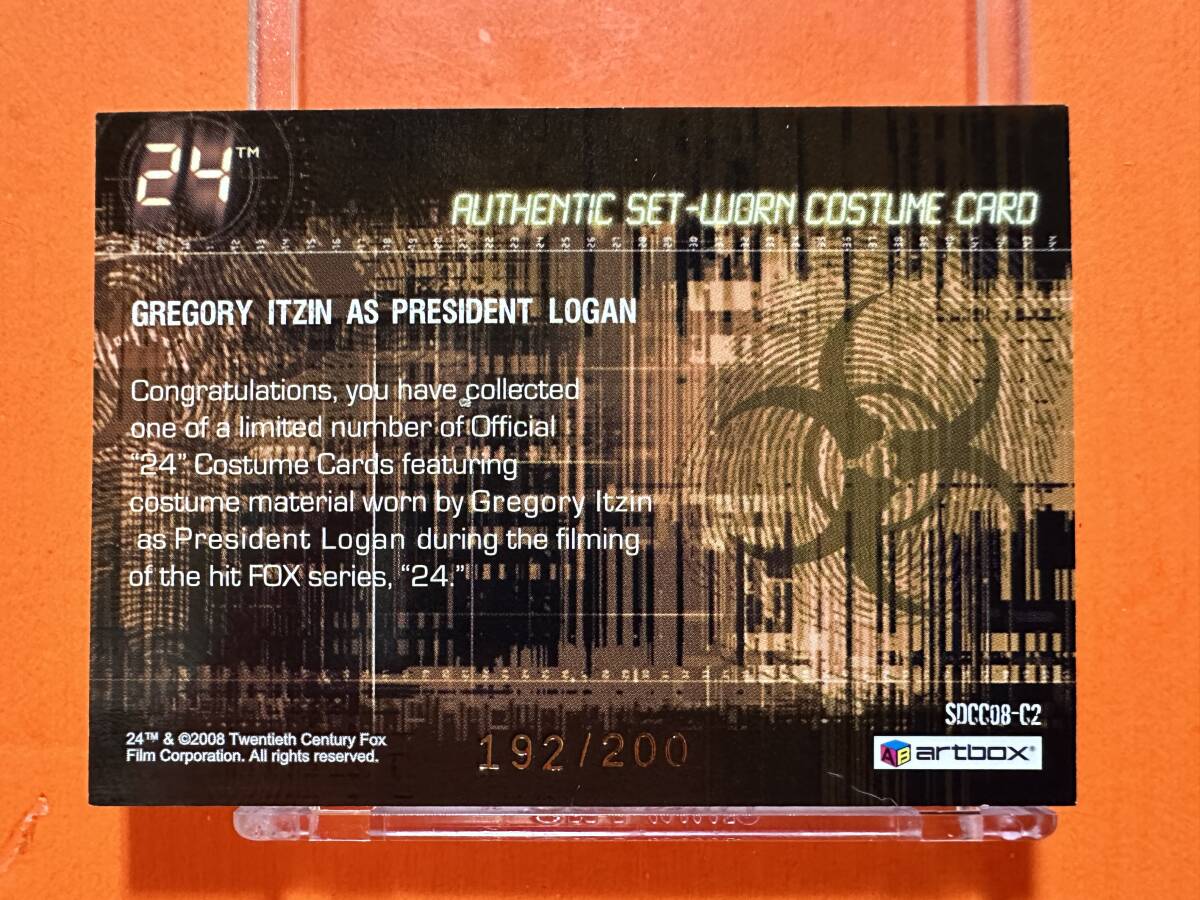 24™
AUTHENTIC SET-WORN COSTUME CARD
GREGORY ITZIN AS PRESIDENT LOGAN
Congratulations, you have collected
one of a limited number of Official
“24” Costume Cards featuring
costume material worn by Gregory Itzin
as President Logan during the filming
of the hit FOX series, “24.”
SDCC08-C2
24™ & ©2008 Twentieth Century Fox
Film Corporation. All rights reserved.
192/200
AB artbox®